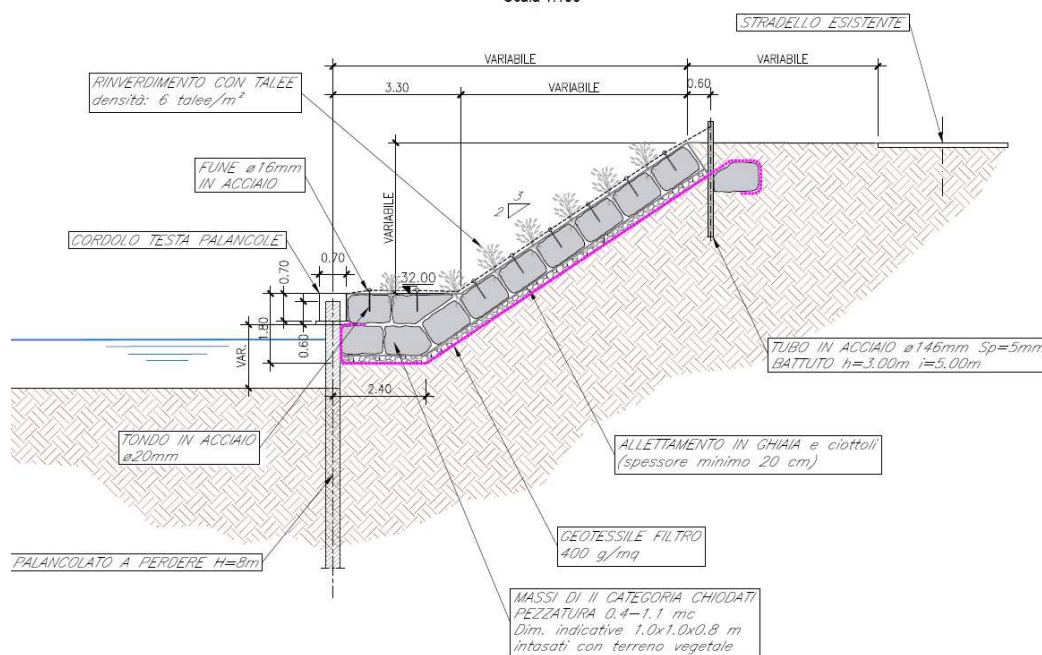 Scala 1:100
STRADELLO ESISTENTE
VARIABILE
VARIABILE
RINVERDIMENTO CON TALEE
densità: 6 talee/m²
3.30
VARIABILE
0.60
FUNE ø16mm
IN ACCIAIO
VARIABILE
3
2
CORDOLO TESTA PALANCOLE
0.70
0.70
32.00
1.80
0.60
VAR.
2.40
TUBO IN ACCIAIO ø146mm Sp=5mm
BATTUTO h=3.00m i=5.00m
TONDO IN ACCIAIO
ø20mm
ALLETTAMENTO IN GHIAIA e ciottoli
(spessore minimo 20 cm)
GEOTESSILE FILTRO
400 g/mq
PALANCOLATO A PERDERE H=8m
MASSI DI II CATEGORIA CHIODATI
PEZZATURA 0.4-1.1 mc
Dim. indicative 1.0x1.0x0.8 m
intasati con terreno vegetale